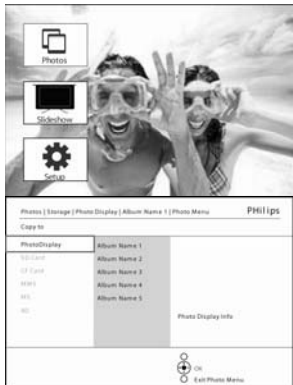 Photos
Slideshow
Setup
Photos | Storage | Photo Display | Album Name 1 | Photo Menu
PHilips
Copy to
PhotoDisplay
Album Name 1
SD Card
Album Name 2
CF Card
Album Name 3
MMS
Album Name 4
MS
Album Name 5
Photo Display Info
OK
Exit Photo Menu